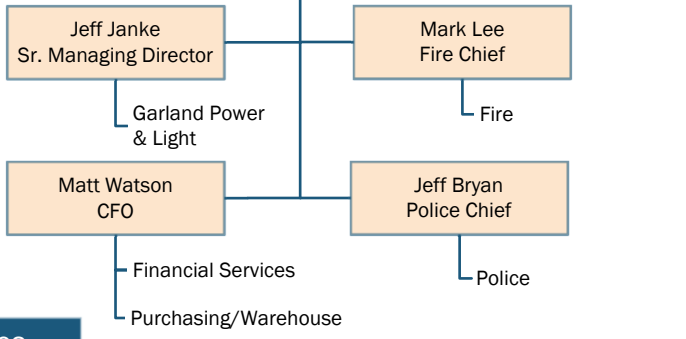 Jeff Janke
Sr. Managing Director
Mark Lee
Fire Chief
Garland Power
& Light
Fire
Matt Watson
CFO
Jeff Bryan
Police Chief
Financial Services
Police
Purchasing/Warehouse